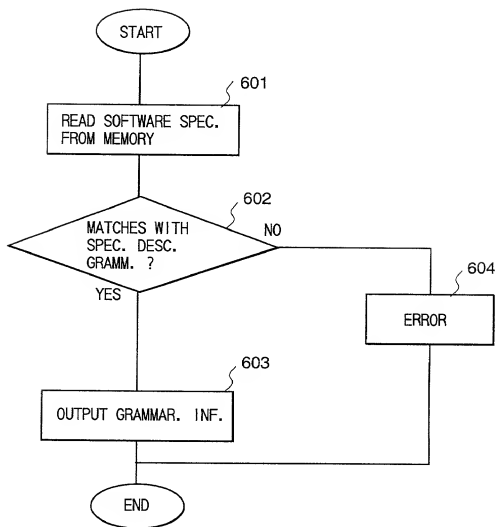 START
601
READ SOFTWARE SPEC.
FROM MEMORY
602
MATCHES WITH
SPEC. DESC.
GRAMM. ?
NO
YES
604
ERROR
603
OUTPUT GRAMMAR. INF.
END